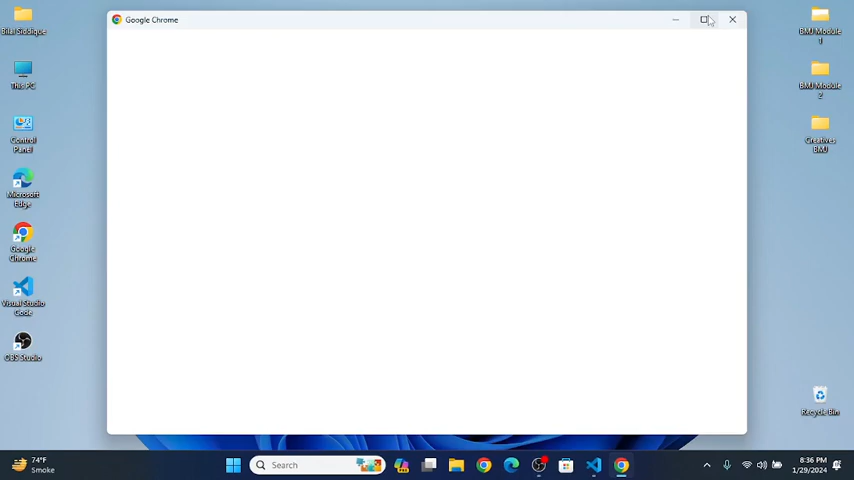 Google Chrome
Bilal Siddique
This PC
Control
Panel
Microsoft
Edge
Google
Chrome
Visual Studio
Code
OBS Studio
BMJ Module
1
BMJ Module
2
Creatives
BMJ
Recycle Bin
74°F
Smoke
Search
8:36 PM
1/29/2024